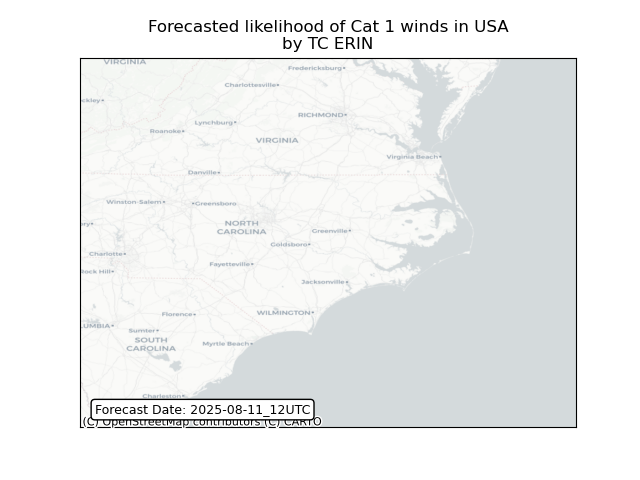 Forecasted likelihood of Cat 1 winds in USA
by TC ERIN
VIRGINIA
Fredericksburg
Charlottesville
ckley
RICHMOND
Lynchburg
Roanoke
VIRGINIA
Virginia Beach
Danville
Winston-Salem
Greensboro
NORTH
CAROLINA
ry
Greenville
Goldsboro
Charlotte
Fayetteville
Rock Hill
Jacksonville
WILMINGTON
Florence
UMBIA
Sumter
SOUTH
CAROLINA
Myrtle Beach
Charleston
Forecast Date: 2025-08-11_12UTC
(C) OpenStreetMap contributors (C) CARTO